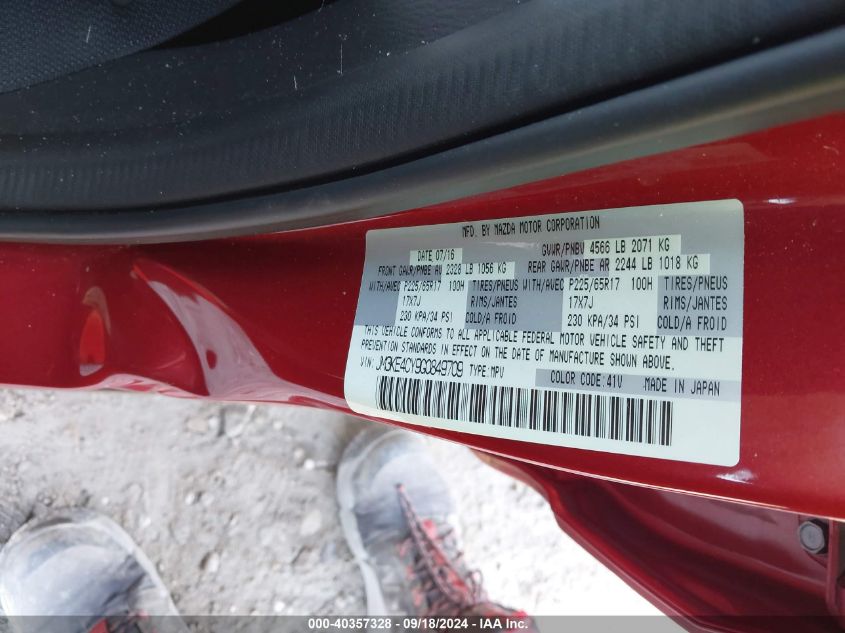 MFD. BY MAZDA MOTOR CORPORATION
DATE 07/16 GVWR/PNBV 4566 LB 2071 KG
FRONT GAWR/PNBE AV 2328 LB 1056 KG REAR GAWR/PNBE AR 2244 LB 1018 KG
WITH/AVEC P225/65R17 100H TIRES/PNEUS WITH/AVEC P225/65R17 100H TIRES/PNEUS
17X7J RIMS/JANTES 17X7J RIMS/JANTES
230 KPA/34 PSI COLD/A FROID 230 KPA/34 PSI COLD/A FROID
THIS VEHICLE CONFORMS TO ALL APPLICABLE FEDERAL MOTOR VEHICLE SAFETY AND THEFT
PREVENTION STANDARDS IN EFFECT ON THE DATE OF MANUFACTURE SHOWN ABOVE.
VIN: JM3KE4CY9G0849709 TYPE:MPV COLOR CODE:41V MADE IN JAPAN
000-40357328 - 09/18/2024 - IAA Inc.